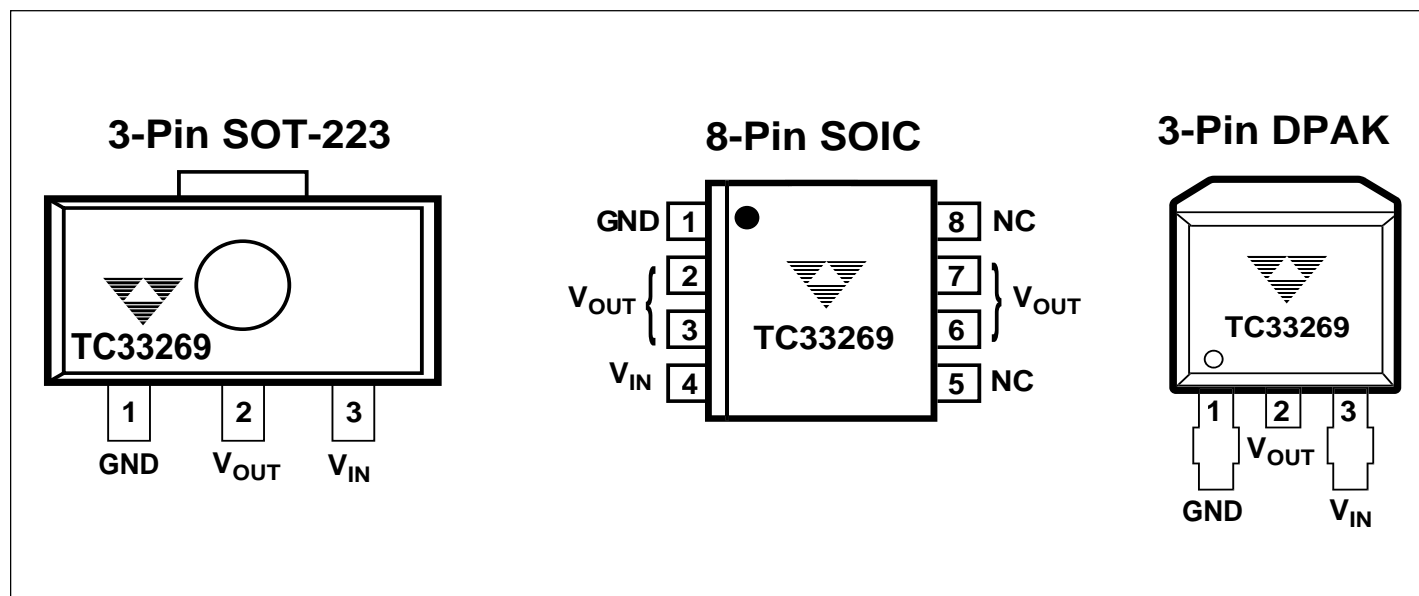 3-Pin SOT-223
TC33269
1 2 3
GND VOUT VIN
8-Pin SOIC
GND 1 8 NC
2 7
VOUT VOUT
3 TC33269 6
VIN 4 5 NC
3-Pin DPAK
TC33269
1 2 3
VOUT
GND VIN